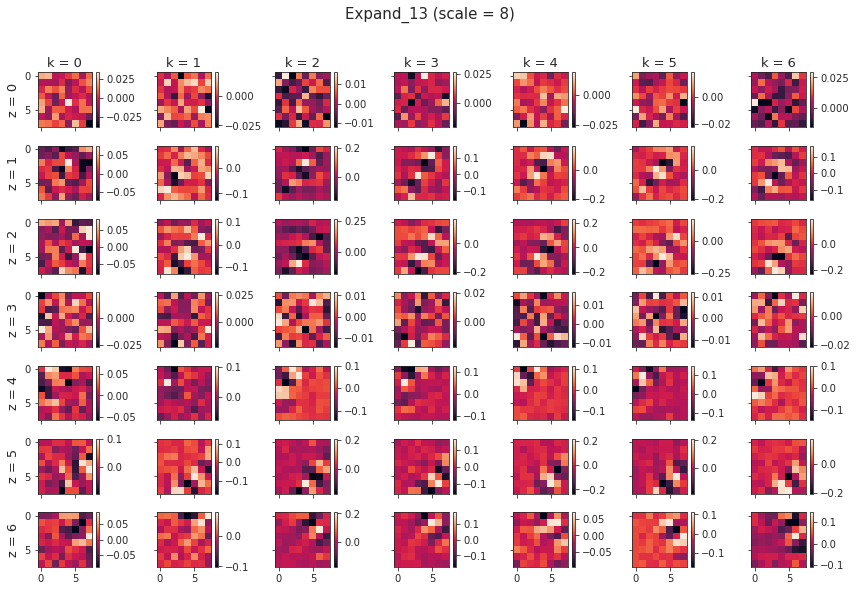 Expand_13 (scale = 8)
k = 0 k = 1 k = 2 k = 3 k = 4 k = 5 k = 6
z = 0
0 5
0.025 0.000 −0.025
0.000 −0.025
0.01 0.00 −0.01
0.025 0.000
0.000 −0.025
0.00 −0.02
0.025 0.000
z = 1
0 5
0.05 0.00 −0.05
0.0 −0.1
0.2 0.0
0.1 0.0 −0.1
0.0 −0.2
0.0 −0.2
0.1 0.0 −0.1
z = 2
0 5
0.05 0.00 −0.05
0.1 0.0 −0.1
0.25 0.00
0.0 −0.2
0.2 0.0 −0.2
0.00 −0.25
0.0 −0.2
z = 3
0 5
0.000 −0.025
0.025 0.000
0.01 0.00 −0.01
0.02 0.00
0.01 0.00 −0.01
0.01 0.00 −0.01
0.00 −0.02
z = 4
0 5
0.05 0.00 −0.05
0.1 0.0
0.1 0.0 −0.1
0.1 0.0 −0.1
0.1 0.0 −0.1
0.1 0.0 −0.1
0.1 0.0 −0.1
z = 5
0 5
0.1 0.0
0.1 0.0 −0.1
0.2 0.0
0.1 0.0 −0.1
0.0 −0.2
0.2 0.0
0.0 −0.2
z = 6
0 5
0.05 0.00 −0.05
0.0 −0.1
0.2 0.0
0.1 0.0 −0.1
0.05 0.00 −0.05
0.1 0.0 −0.1
0.1 0.0 −0.1
0 5 0 5 0 5 0 5 0 5 0 5 0 5